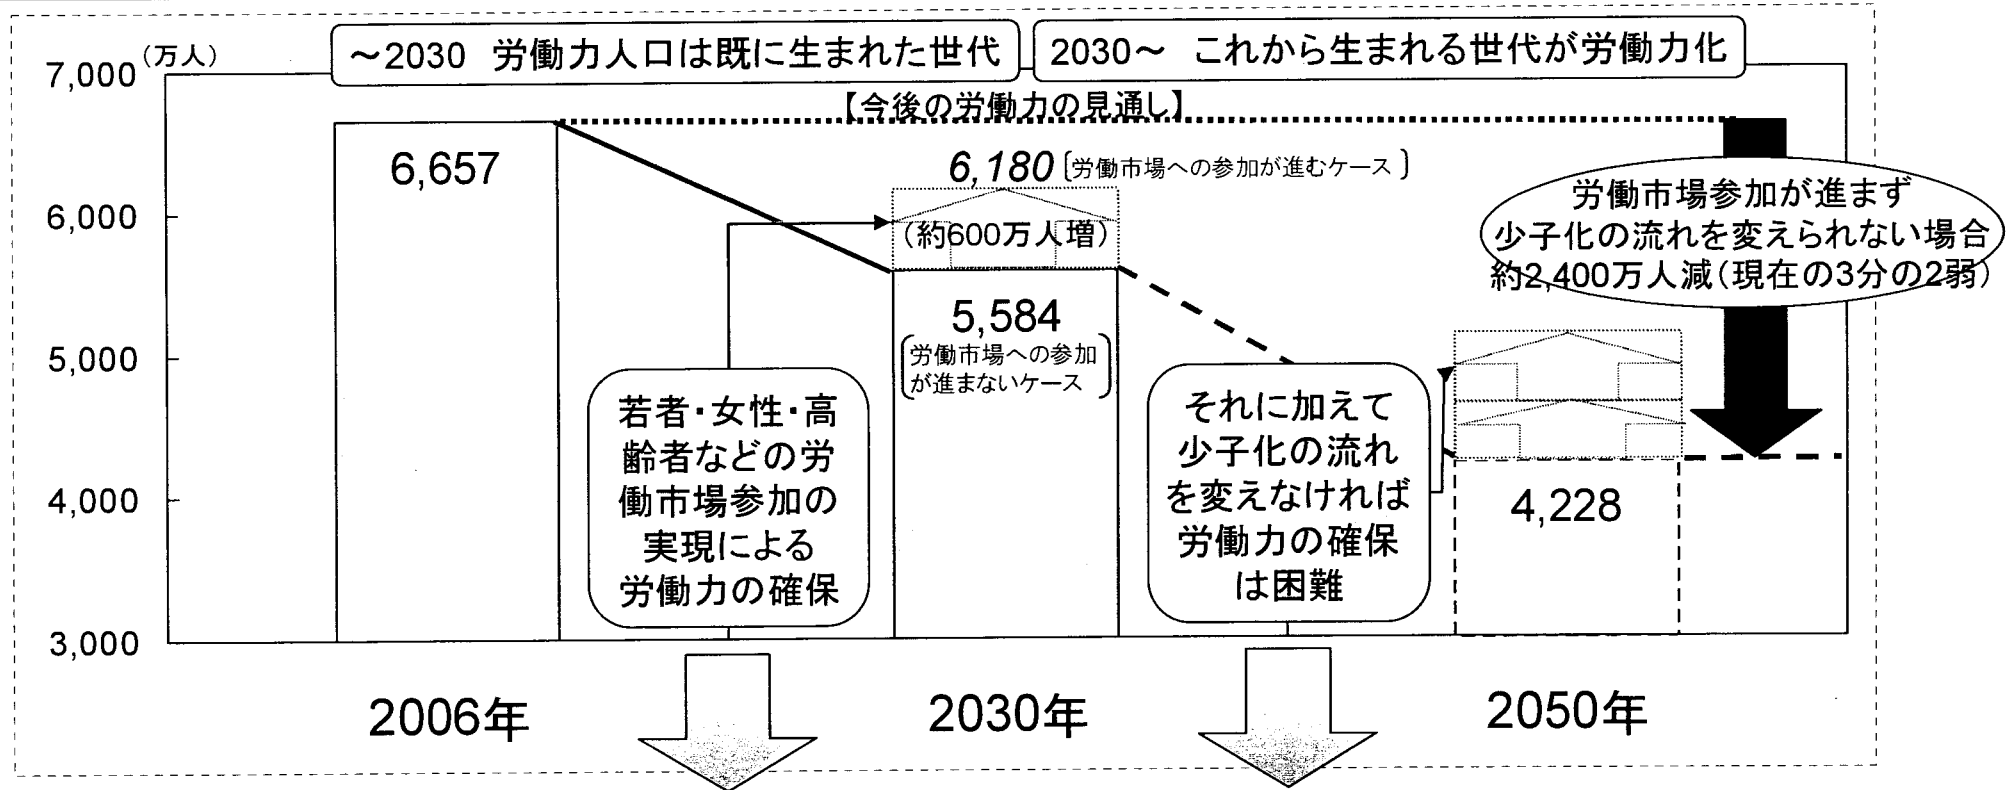 (万人)
～2030 労働力人口は既に生まれた世代
2030～ これから生まれる世代が労働力化
【今後の労働力の見通し】
7,000
6,000
5,000
4,000
3,000
6,657
6,180
〔労働市場への参加が進むケース〕
(約600万人増)
5,584
〔労働市場への参加
が進まないケース〕
労働市場参加が進まず
少子化の流れを変えられない場合
約2,400万人減(現在の3分の2弱)
若者・女性・高
齢者などの労
働市場参加の
実現による
労働力の確保
それに加えて
少子化の流れ
を変えなければ
労働力の確保
は困難
4,228
2006年
2030年
2050年